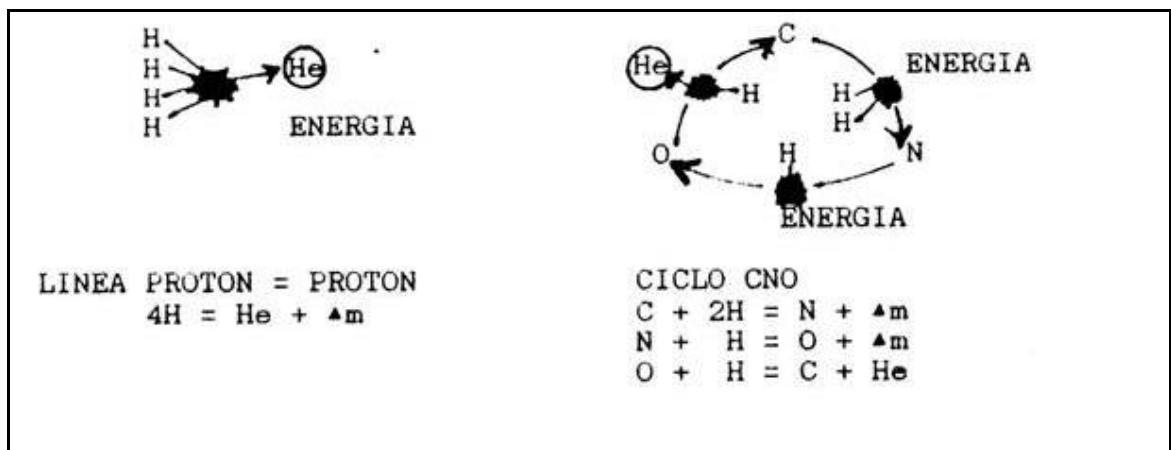 H
H
H
H
He
ENERGIA
LINEA PROTON = PROTON
4H = He + ▲m
C
He
H
ENERGIA
H
H
O
H
N
ENERGIA
CICLO CNO
C + 2H = N + ▲m
N + H = O + ▲m
O + H = C + He